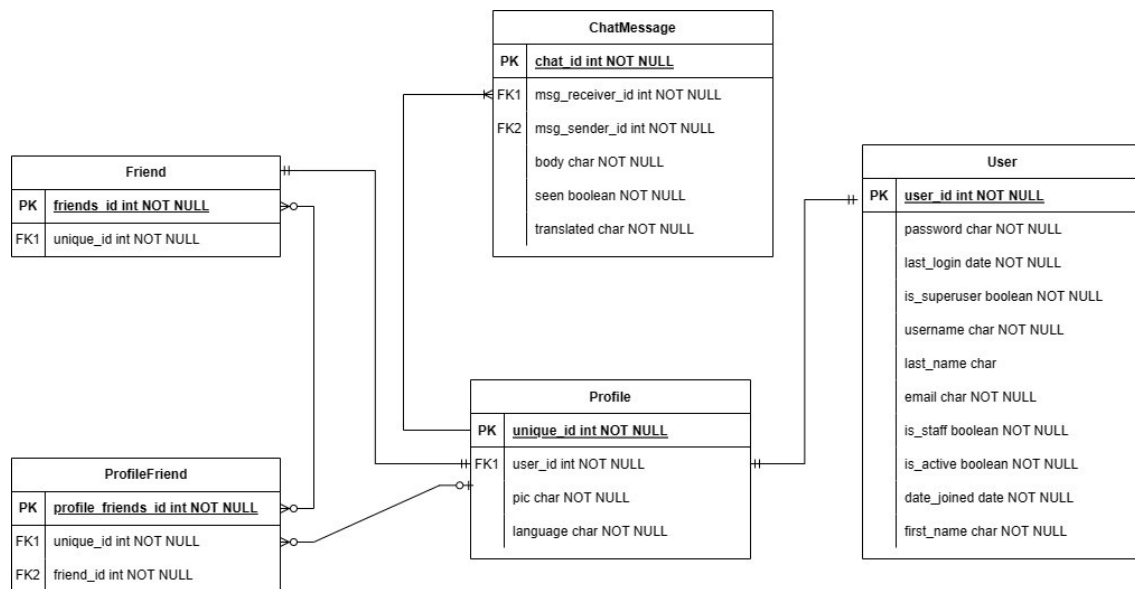 ChatMessage
PK chat_id int NOT NULL
FK1 msg_receiver_id int NOT NULL
FK2 msg_sender_id int NOT NULL
body char NOT NULL
seen boolean NOT NULL
translated char NOT NULL
Friend
PK friends_id int NOT NULL
FK1 unique_id int NOT NULL
User
PK user_id int NOT NULL
password char NOT NULL
last_login date NOT NULL
is_superuser boolean NOT NULL
username char NOT NULL
last_name char
email char NOT NULL
is_staff boolean NOT NULL
is_active boolean NOT NULL
date_joined date NOT NULL
first_name char NOT NULL
Profile
PK unique_id int NOT NULL
FK1 user_id int NOT NULL
pic char NOT NULL
language char NOT NULL
ProfileFriend
PK profile_friends_id int NOT NULL
FK1 unique_id int NOT NULL
FK2 friend_id int NOT NULL